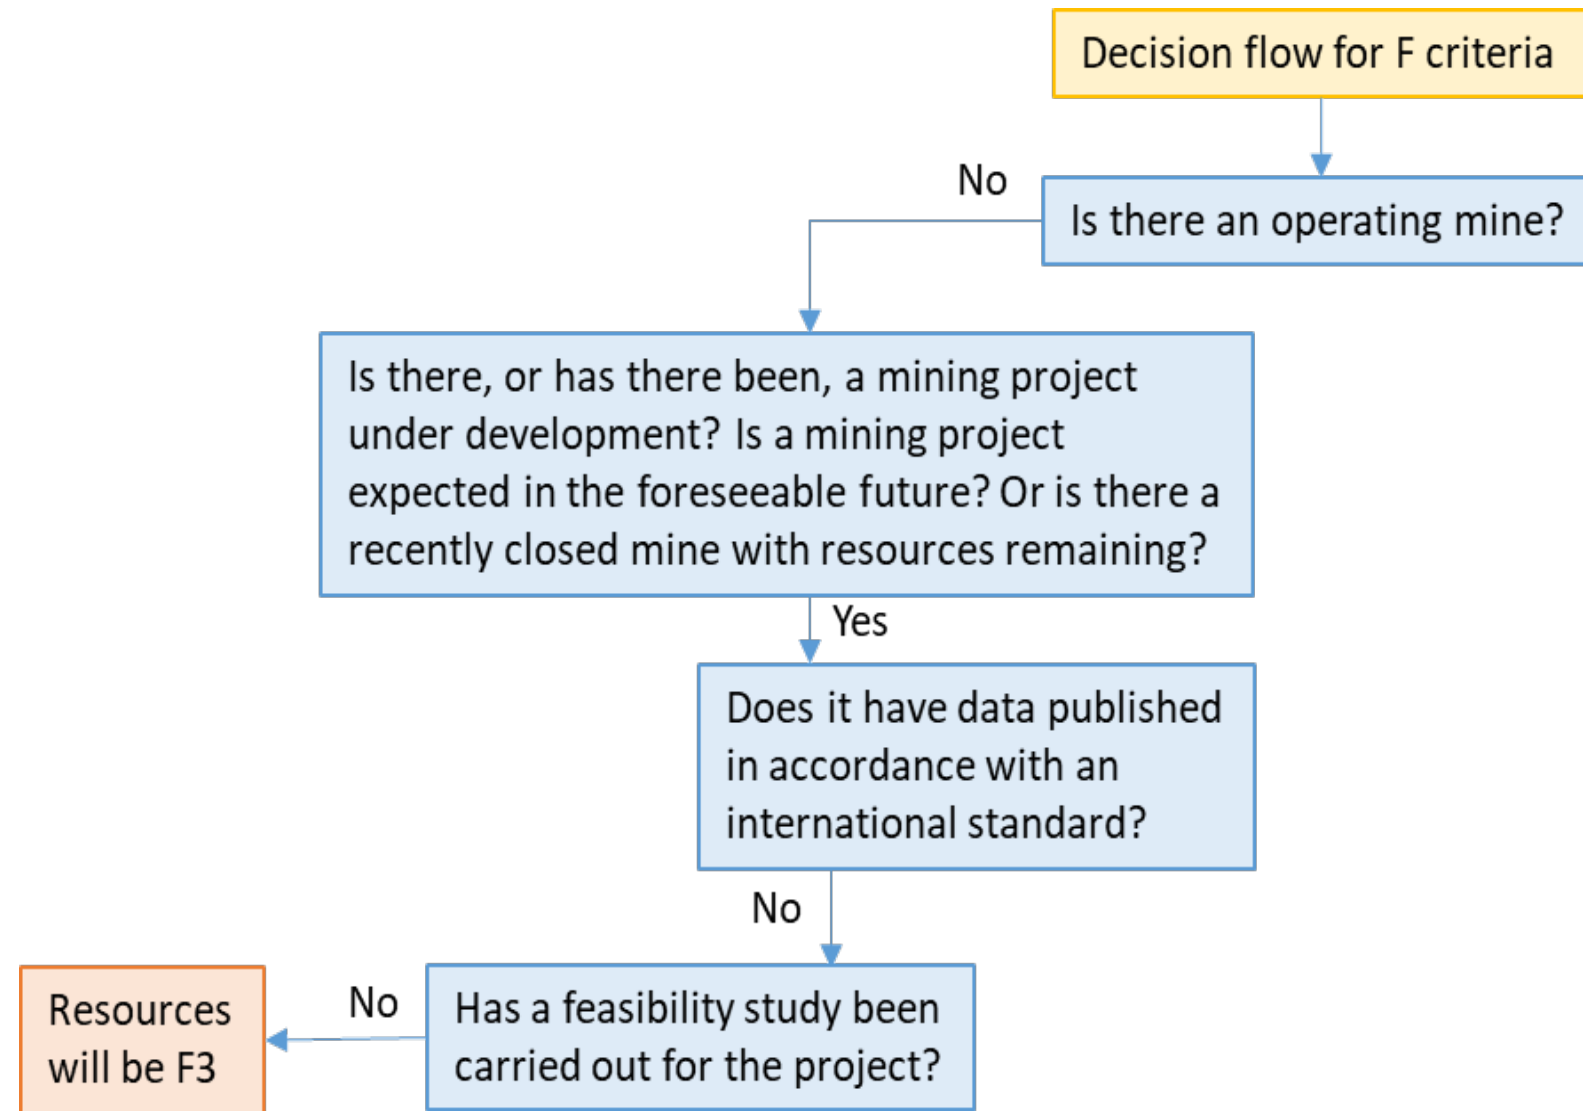 Decision flow for F criteria
No
Is there an operating mine?
Is there, or has there been, a mining project
under development? Is a mining project
expected in the foreseeable future? Or is there a
recently closed mine with resources remaining?
Yes
Does it have data published
in accordance with an
international standard?
No
Resources
will be F3
No
Has a feasibility study been
carried out for the project?